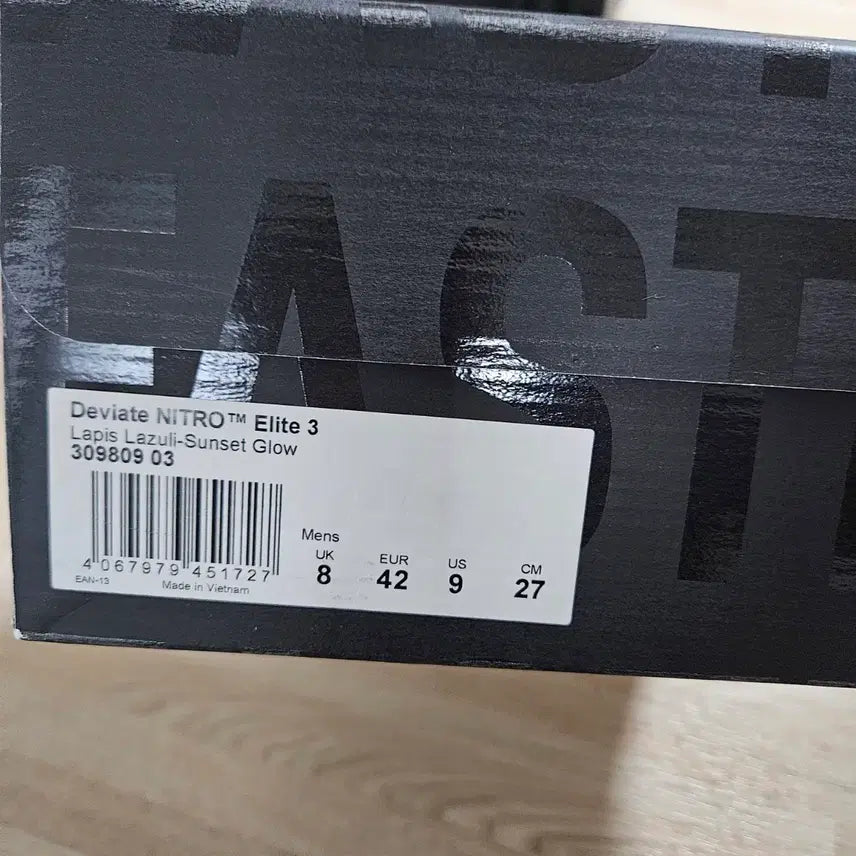 FAST
Deviate NITRO™ Elite 3
Lapis Lazuli-Sunset Glow
309809 03
4 067979 451727
EAN-13
Made in Vietnam
Mens
UK EUR US CM
8 42 9 27